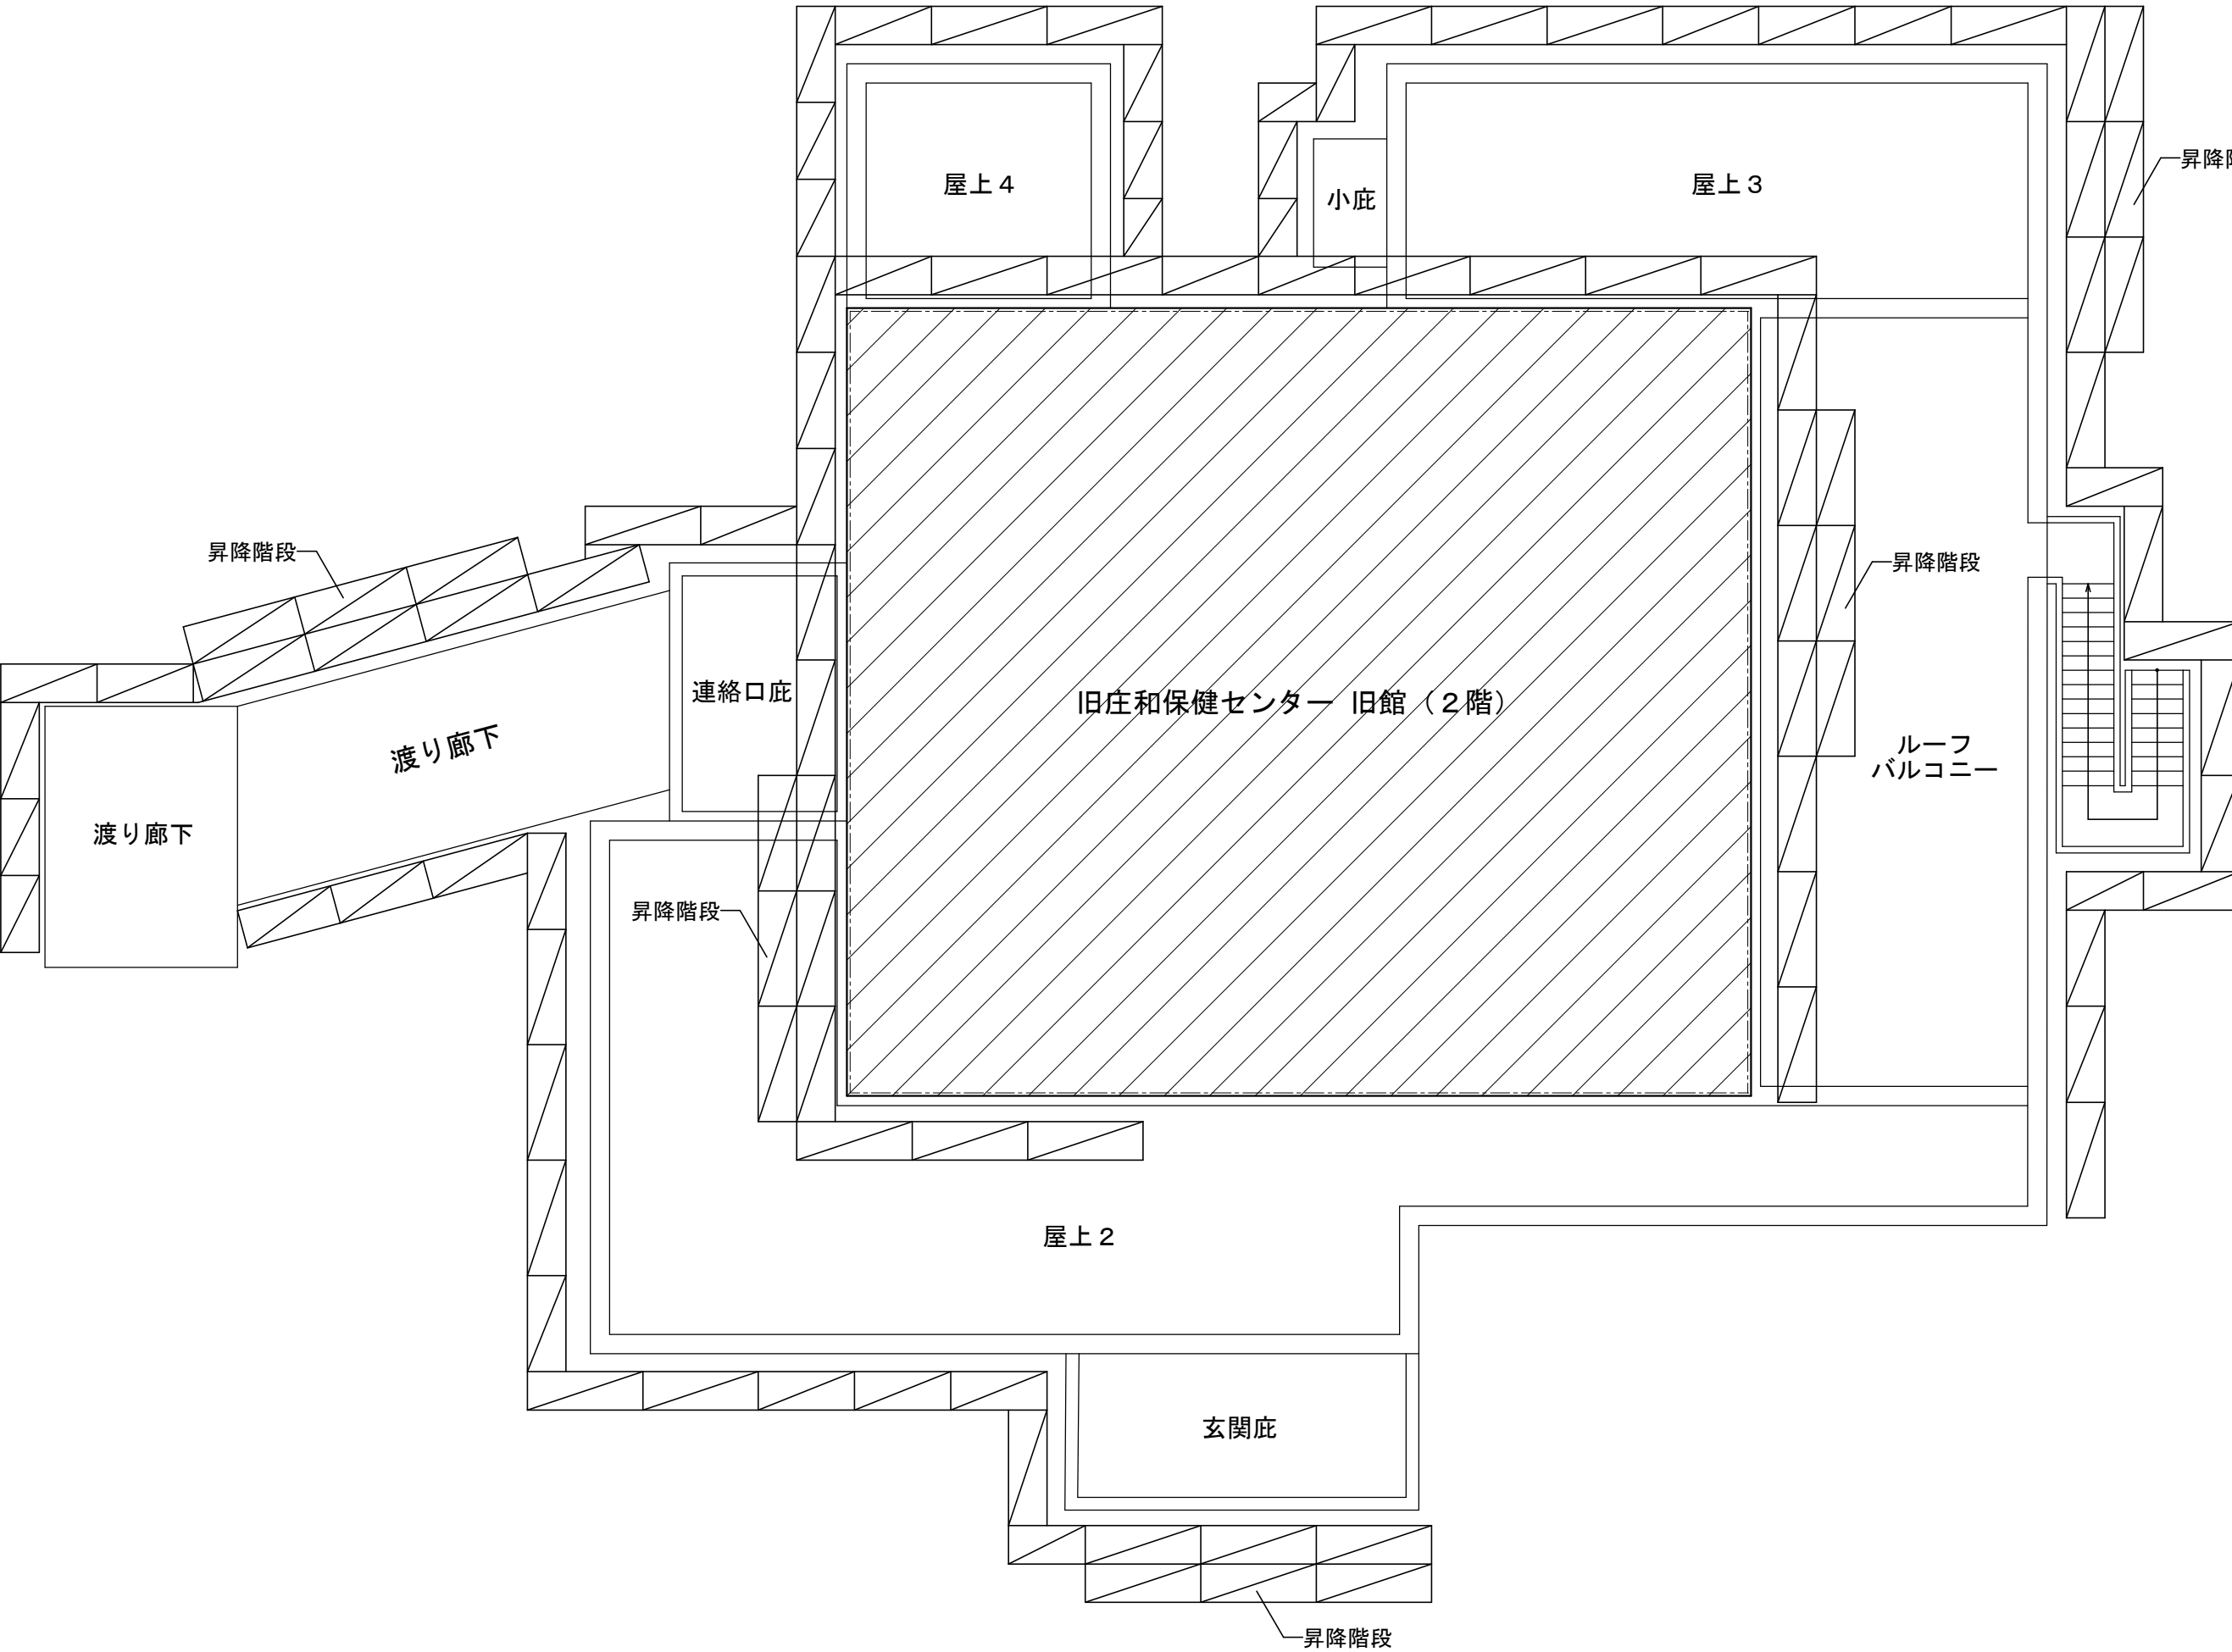 昇降階
屋上４
屋上３
小庇
昇降階段
昇降階段
連絡口庇
旧庄和保健センター 旧館（２階）
渡り廊下
ルーフ
バルコニー
渡り廊下
昇降階段
屋上２
玄関庇
昇降階段